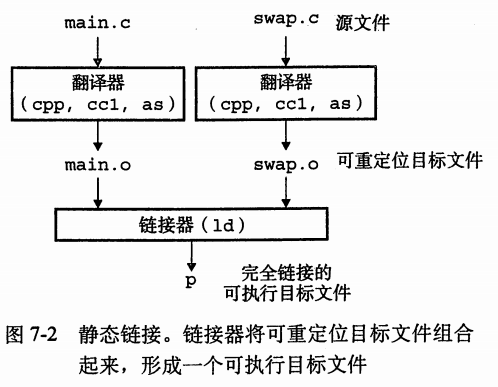 main.c swap.c 源文件
翻译器 翻译器
(cpp, cc1, as) (cpp, cc1, as)
main.o swap.o 可重定位目标文件
链接器(ld)
p 完全链接的
可执行目标文件
图 7-2 静态链接。链接器将可重定位目标文件组合
起来，形成一个可执行目标文件